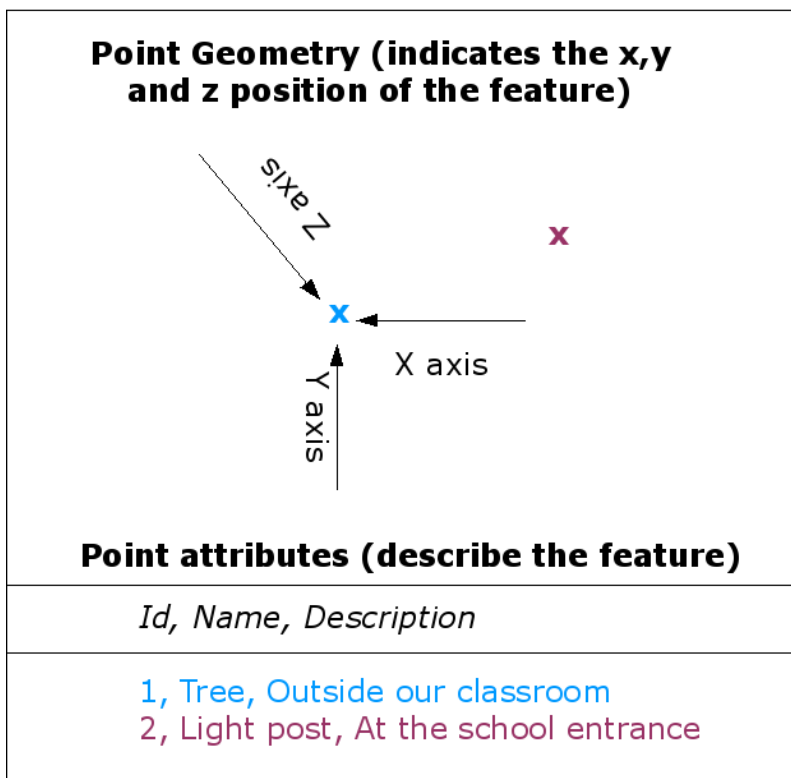 Point Geometry (indicates the x,y
and z position of the feature)
Z axis
x
x
X axis
Y axis
Point attributes (describe the feature)
Id, Name, Description
1, Tree, Outside our classroom
2, Light post, At the school entrance